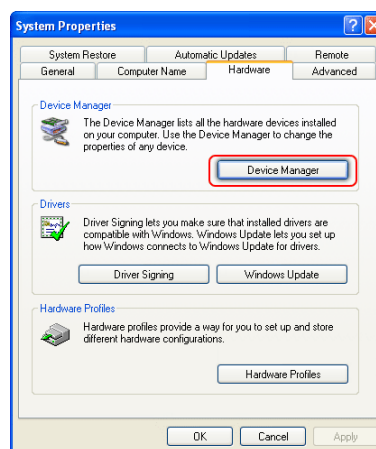 System Properties
System Restore Automatic Updates Remote
General Computer Name Hardware Advanced
Device Manager
The Device Manager lists all the hardware devices installed
on your computer. Use the Device Manager to change the
properties of any device.
Device Manager
Drivers
Driver Signing lets you make sure that installed drivers are
compatible with Windows. Windows Update lets you set up
how Windows connects to Windows Update for drivers.
Driver Signing Windows Update
Hardware Profiles
Hardware profiles provide a way for you to set up and store
different hardware configurations.
Hardware Profiles
OK Cancel Apply